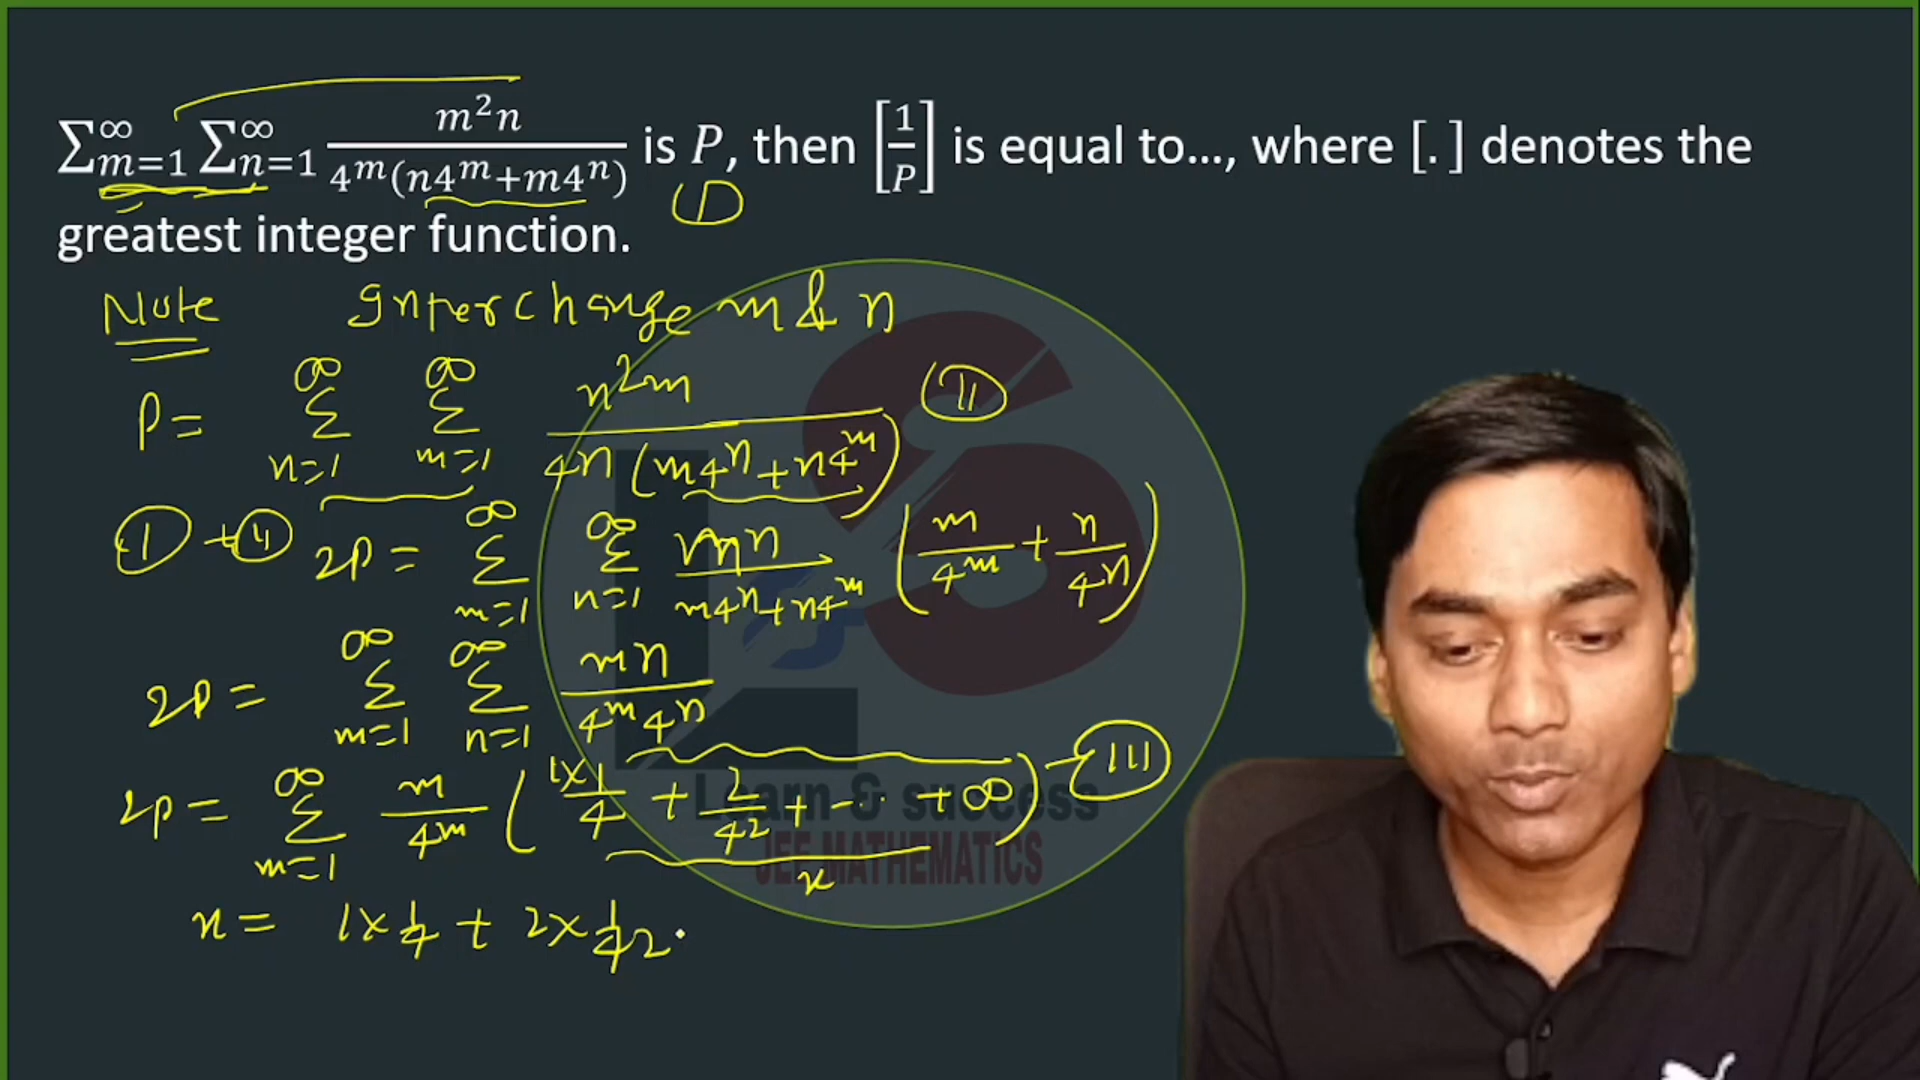 ∑_{m=1}^{∞} ∑_{n=1}^{∞} m²n / 4^m(n4^m+m4^n) is P, then [1/P] is equal to…, where [.] denotes the
greatest integer function.
I
Note Interchange m & n
P = ∑_{n=1}^{∞} ∑_{m=1}^{∞} n²m / 4^n (m4^n + n4^m) II
I + II 2P = ∑_{m=1}^{∞} ∑_{n=1}^{∞} mn / m4^n + n4^m (m/4^m + n/4^n)
2P = ∑_{m=1}^{∞} ∑_{n=1}^{∞} mn / 4^m 4^n
2P = ∑_{m=1}^{∞} m/4^m (1×1/4 + 2/4² + -·· + ∞) - III
x
x = 1×1/4 + 2×1/4².
Learn & success
JEE MATHEMATICS